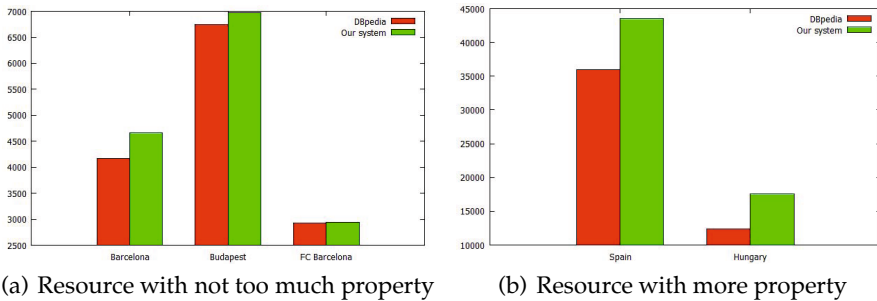 7000
6500
6000
5500
5000
4500
4000
3500
3000
2500
DBpedia
Our system
Barcelona
Budapest
FC Barcelona
(a) Resource with not too much property
45000
40000
35000
30000
25000
20000
15000
10000
DBpedia
Our system
Spain
Hungary
(b) Resource with more property